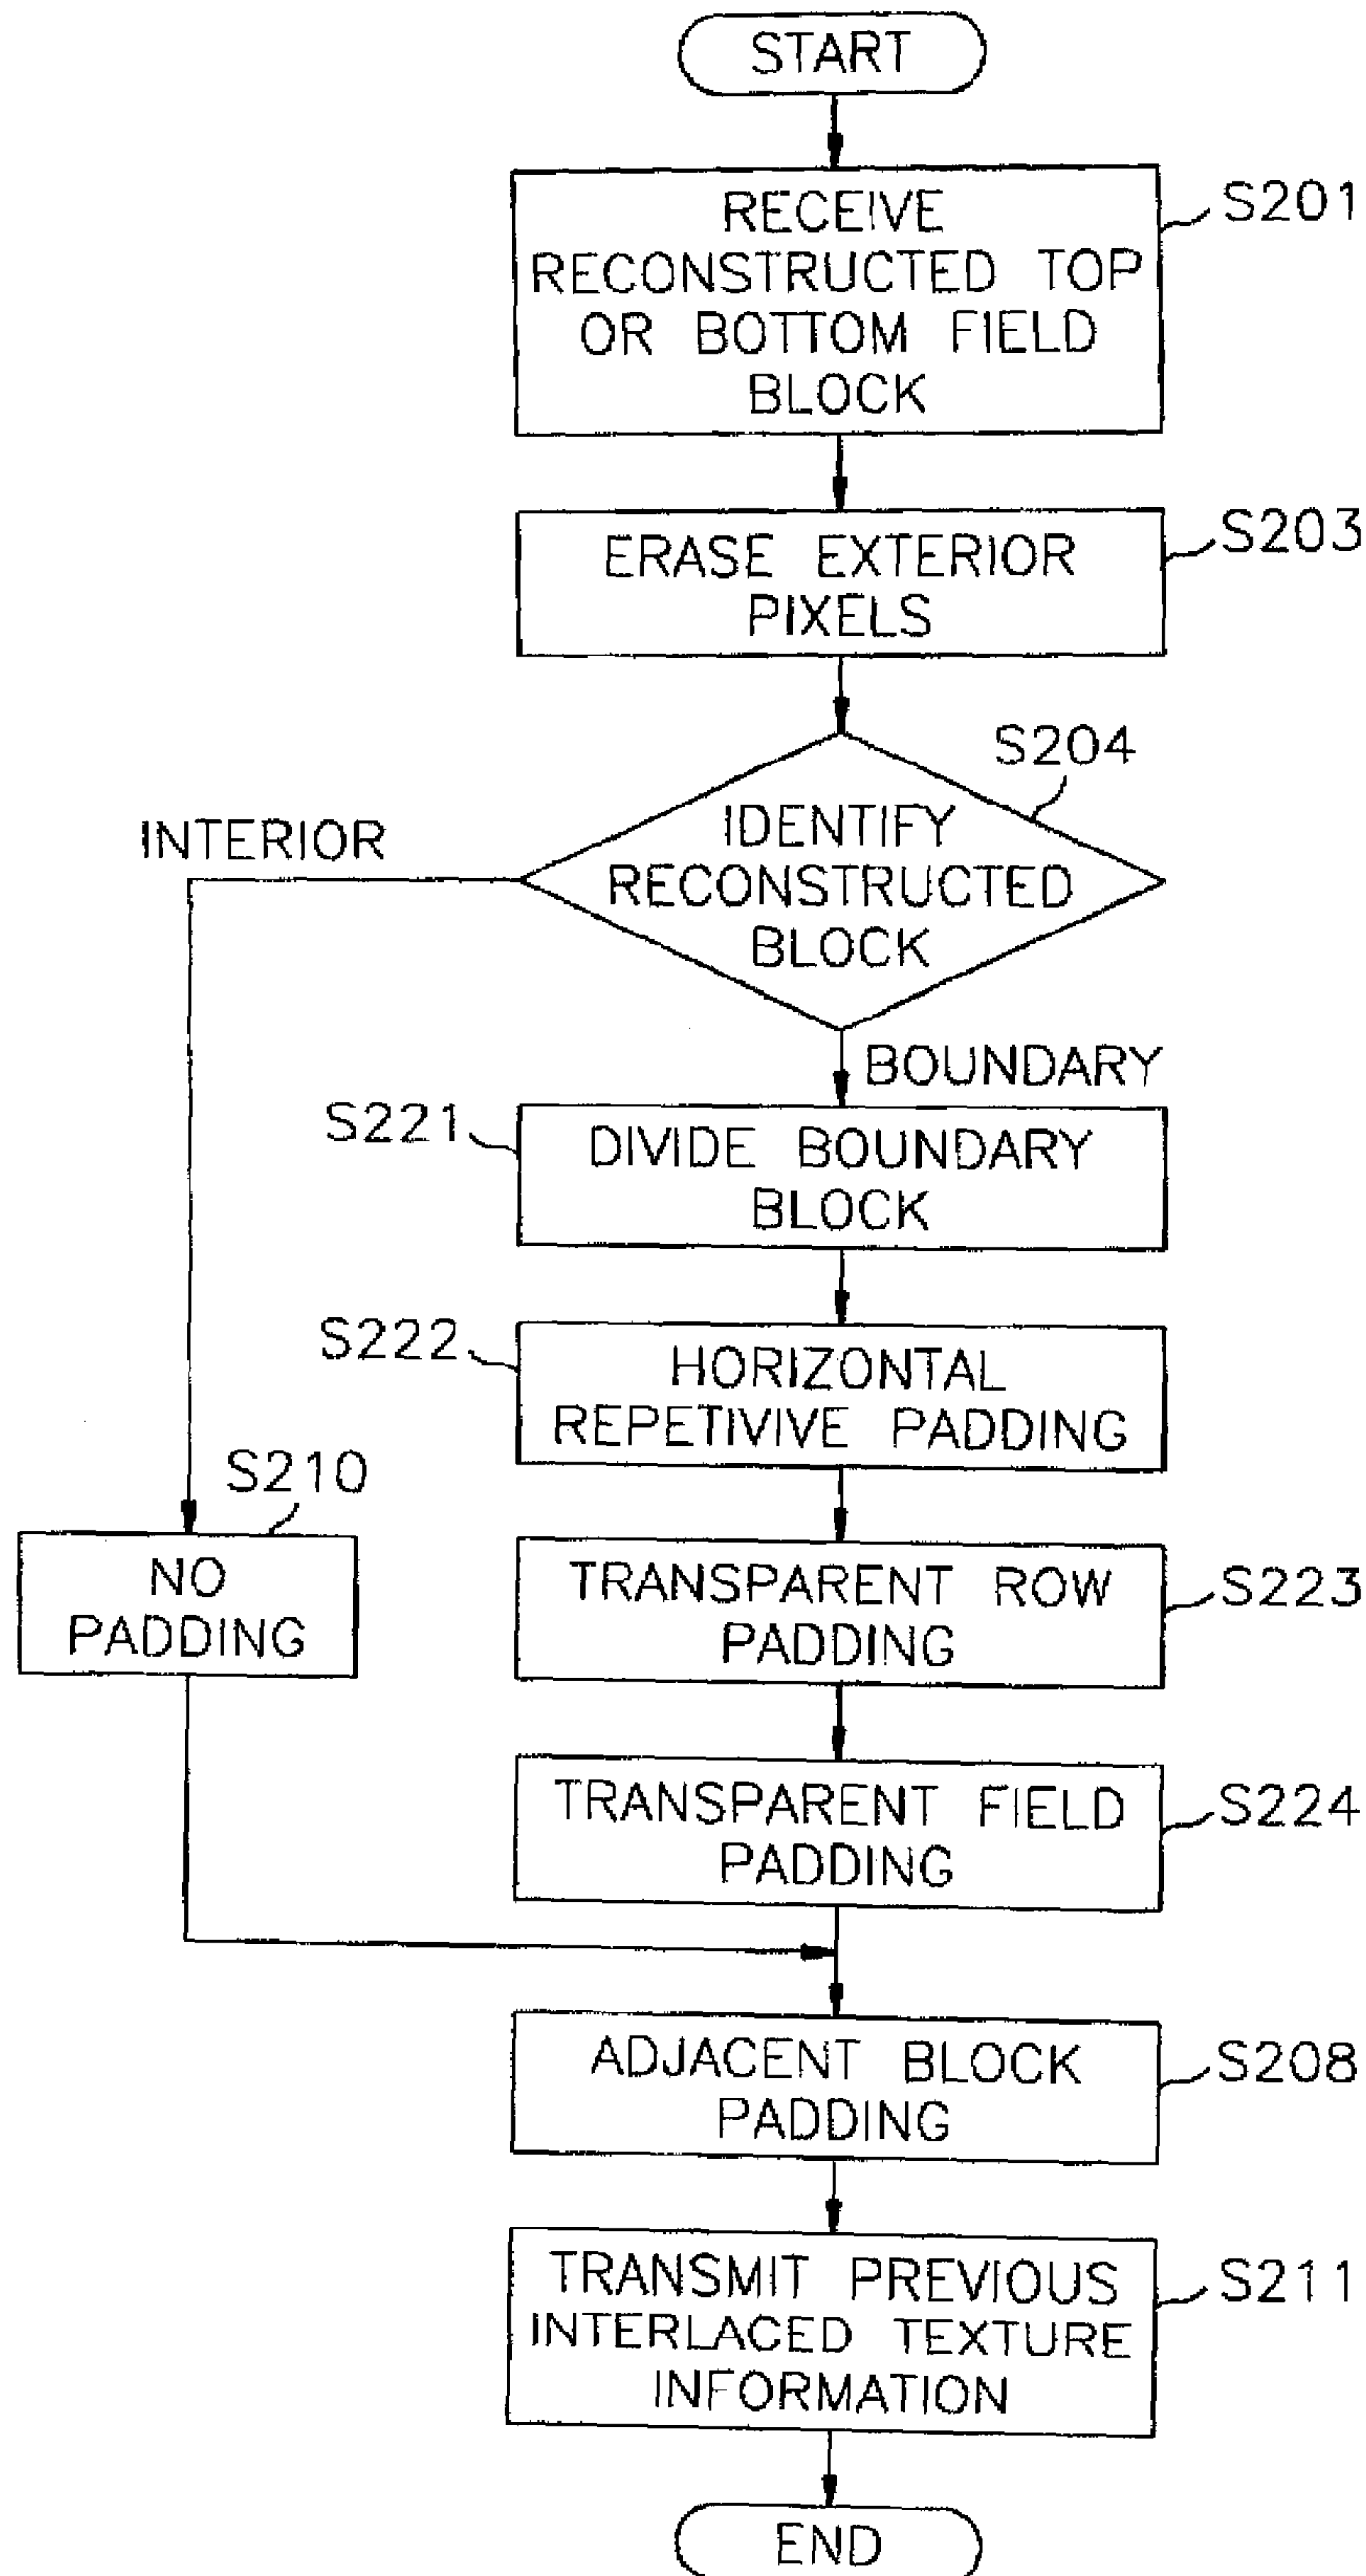 START
RECEIVE
RECONSTRUCTED TOP
OR BOTTOM FIELD
BLOCK
S201
ERASE EXTERIOR
PIXELS
S203
S204
IDENTIFY
RECONSTRUCTED
BLOCK
INTERIOR
BOUNDARY
S221
DIVIDE BOUNDARY
BLOCK
S222
HORIZONTAL
REPETIVIVE PADDING
S210
NO
PADDING
TRANSPARENT ROW
PADDING
S223
TRANSPARENT FIELD
PADDING
S224
ADJACENT BLOCK
PADDING
S208
TRANSMIT PREVIOUS
INTERLACED TEXTURE
INFORMATION
S211
END